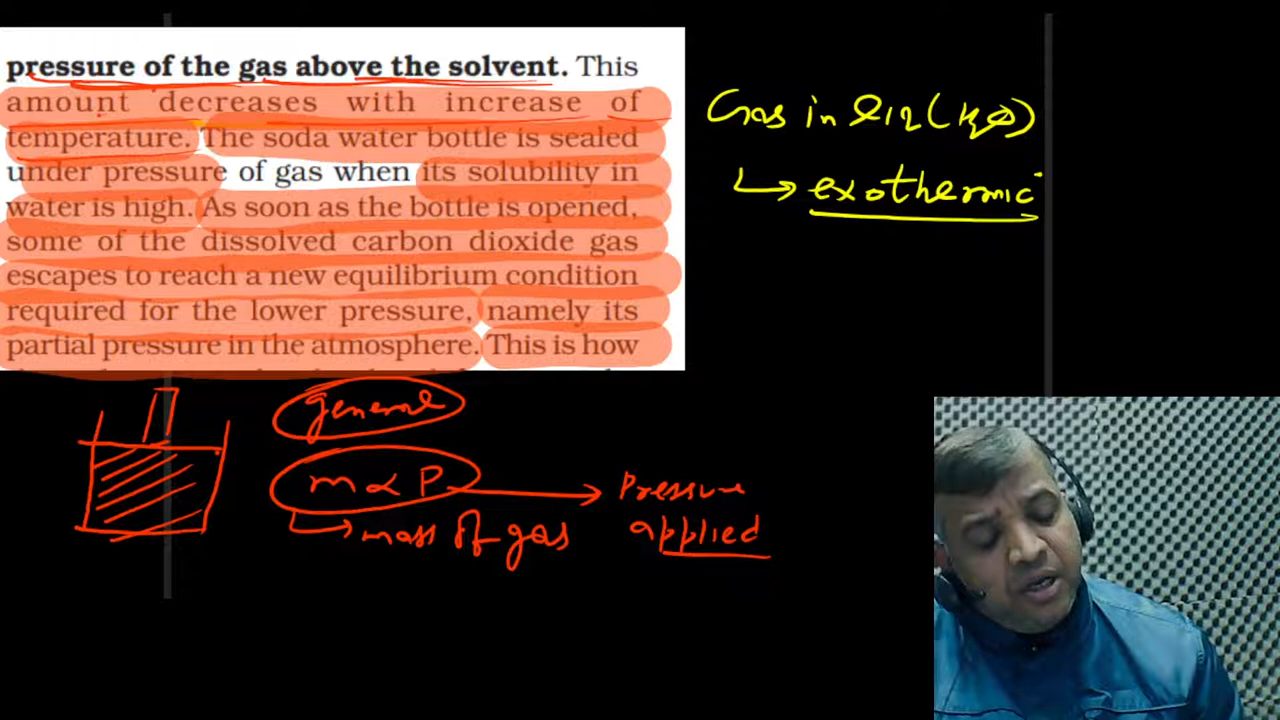 pressure of the gas above the solvent. This
amount decreases with increase of
temperature. The soda water bottle is sealed
under pressure of gas when its solubility in
water is high. As soon as the bottle is opened,
some of the dissolved carbon dioxide gas
escapes to reach a new equilibrium condition
required for the lower pressure, namely its
partial pressure in the atmosphere. This is how
Gas in liq (H2O)
↳ exothermic
general
m ∝ P → Pressure
applied
↳ mass of gas